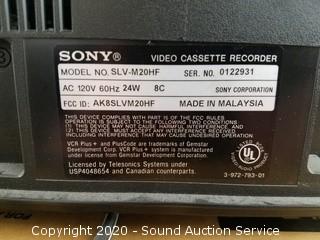 SONY® VIDEO CASSETTE RECORDER
MODEL NO. SLV-M20HF SER. NO. 0122931
AC 120V 60Hz 24W 8C SONY CORPORATION
FCC ID: AK8SLVM20HF MADE IN MALAYSIA
THIS DEVICE COMPLIES WITH PART 15 OF THE FCC RULES.
OPERATION IS SUBJECT TO THE FOLLOWING TWO CONDITIONS:
(1) THIS DEVICE MAY NOT CAUSE HARMFUL INTERFERENCE, AND
(2) THIS DEVICE MUST ACCEPT ANY INTERFERENCE RECEIVED,
INCLUDING INTERFERENCE THAT MAY CAUSE UNDESIRED OPERATION.
VCR Plus+ and PlusCode are trademarks of Gemstar
Development Corp. VCR Plus+ system is manufactured
under license from Gemstar Development Corp.
Licensed by Telesonics Systems under
USP4048654 and Canadian counterparts.
UL
LISTED
3-972-793-01
FOR
Copyright 2020 - AuctionOhio